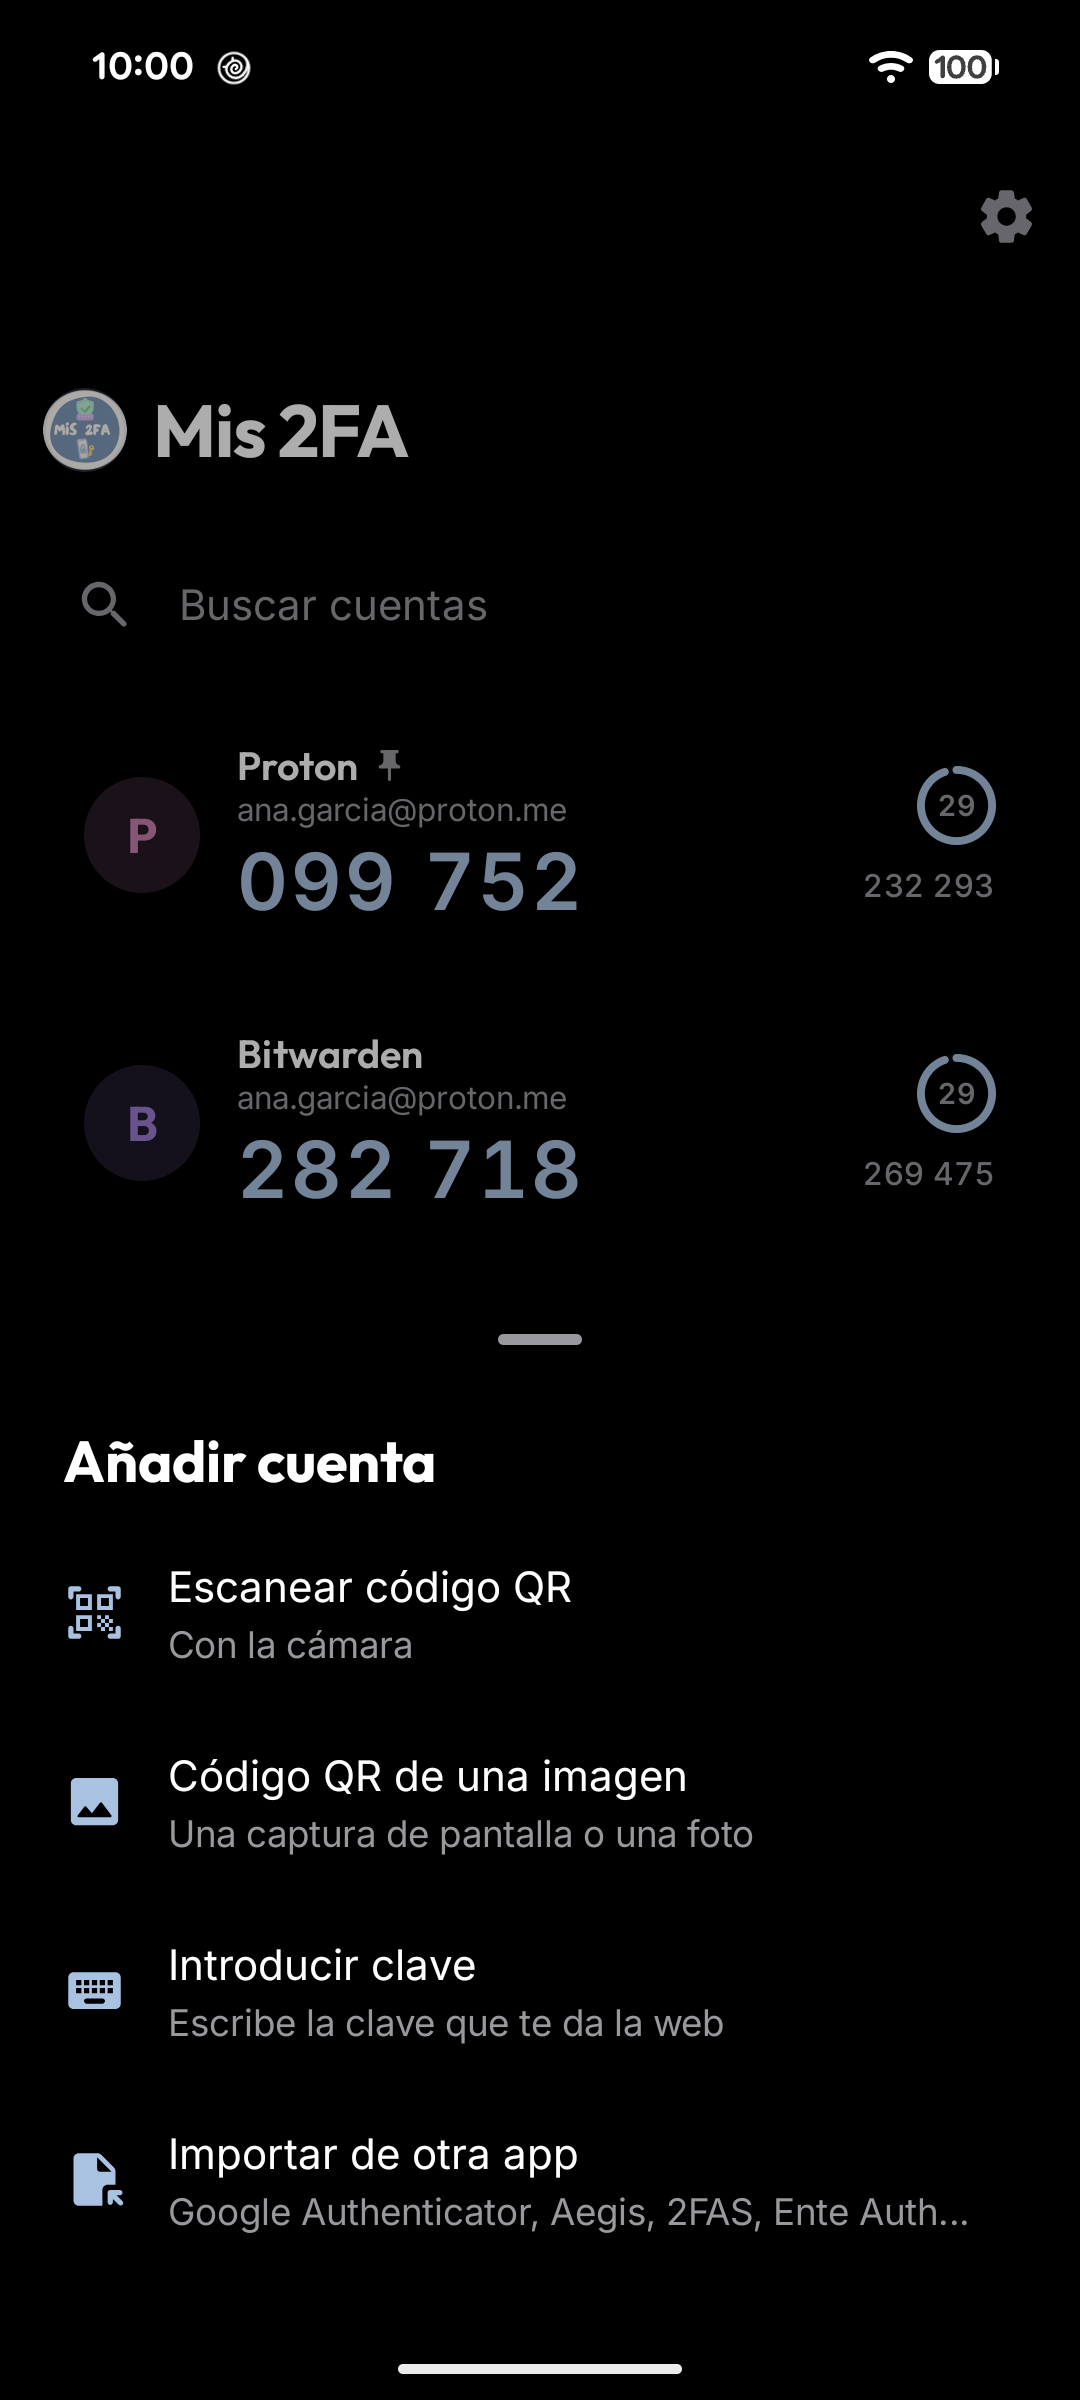 10:00
100
MiS 2FA
Mis 2FA
Buscar cuentas
Proton
ana.garcia@proton.me
P
29
099 752
232 293
Bitwarden
ana.garcia@proton.me
B
29
282 718
269 475
Añadir cuenta
Escanear código QR
Con la cámara
Código QR de una imagen
Una captura de pantalla o una foto
Introducir clave
Escribe la clave que te da la web
Importar de otra app
Google Authenticator, Aegis, 2FAS, Ente Auth...